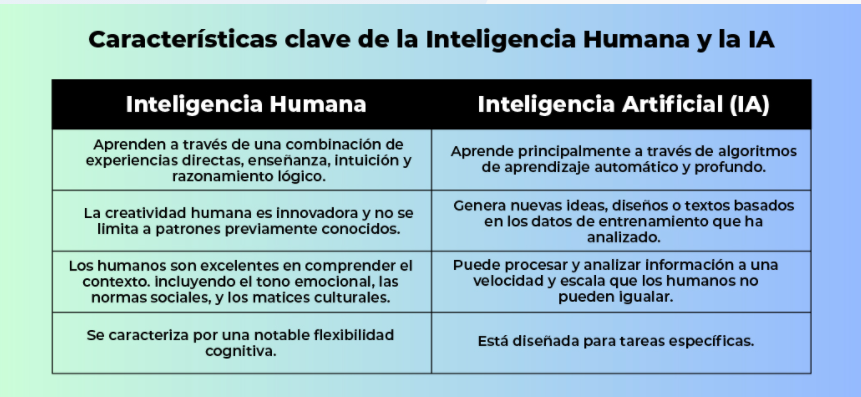 Características clave de la Inteligencia Humana y la IA
Inteligencia Humana
Inteligencia Artificial (IA)
Aprenden a través de una combinación de
experiencias directas, enseñanza, intuición y
razonamiento lógico.
Aprende principalmente a través de algoritmos
de aprendizaje automático y profundo.
La creatividad humana es innovadora y no se
limita a patrones previamente conocidos.
Genera nuevas ideas, diseños o textos basados
en los datos de entrenamiento que ha
analizado.
Los humanos son excelentes en comprender el
contexto. incluyendo el tono emocional, las
normas sociales, y los matices culturales.
Puede procesar y analizar información a una
velocidad y escala que los humanos no
pueden igualar.
Se caracteriza por una notable flexibilidad
cognitiva.
Está diseñada para tareas específicas.